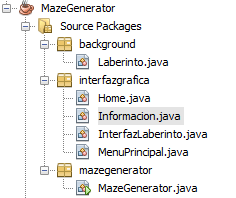 MazeGenerator
Source Packages
background
Laberinto.java
interfazgrafica
Home.java
Informacion.java
InterfazLaberinto.java
MenuPrincipal.java
mazegenerator
MazeGenerator.java